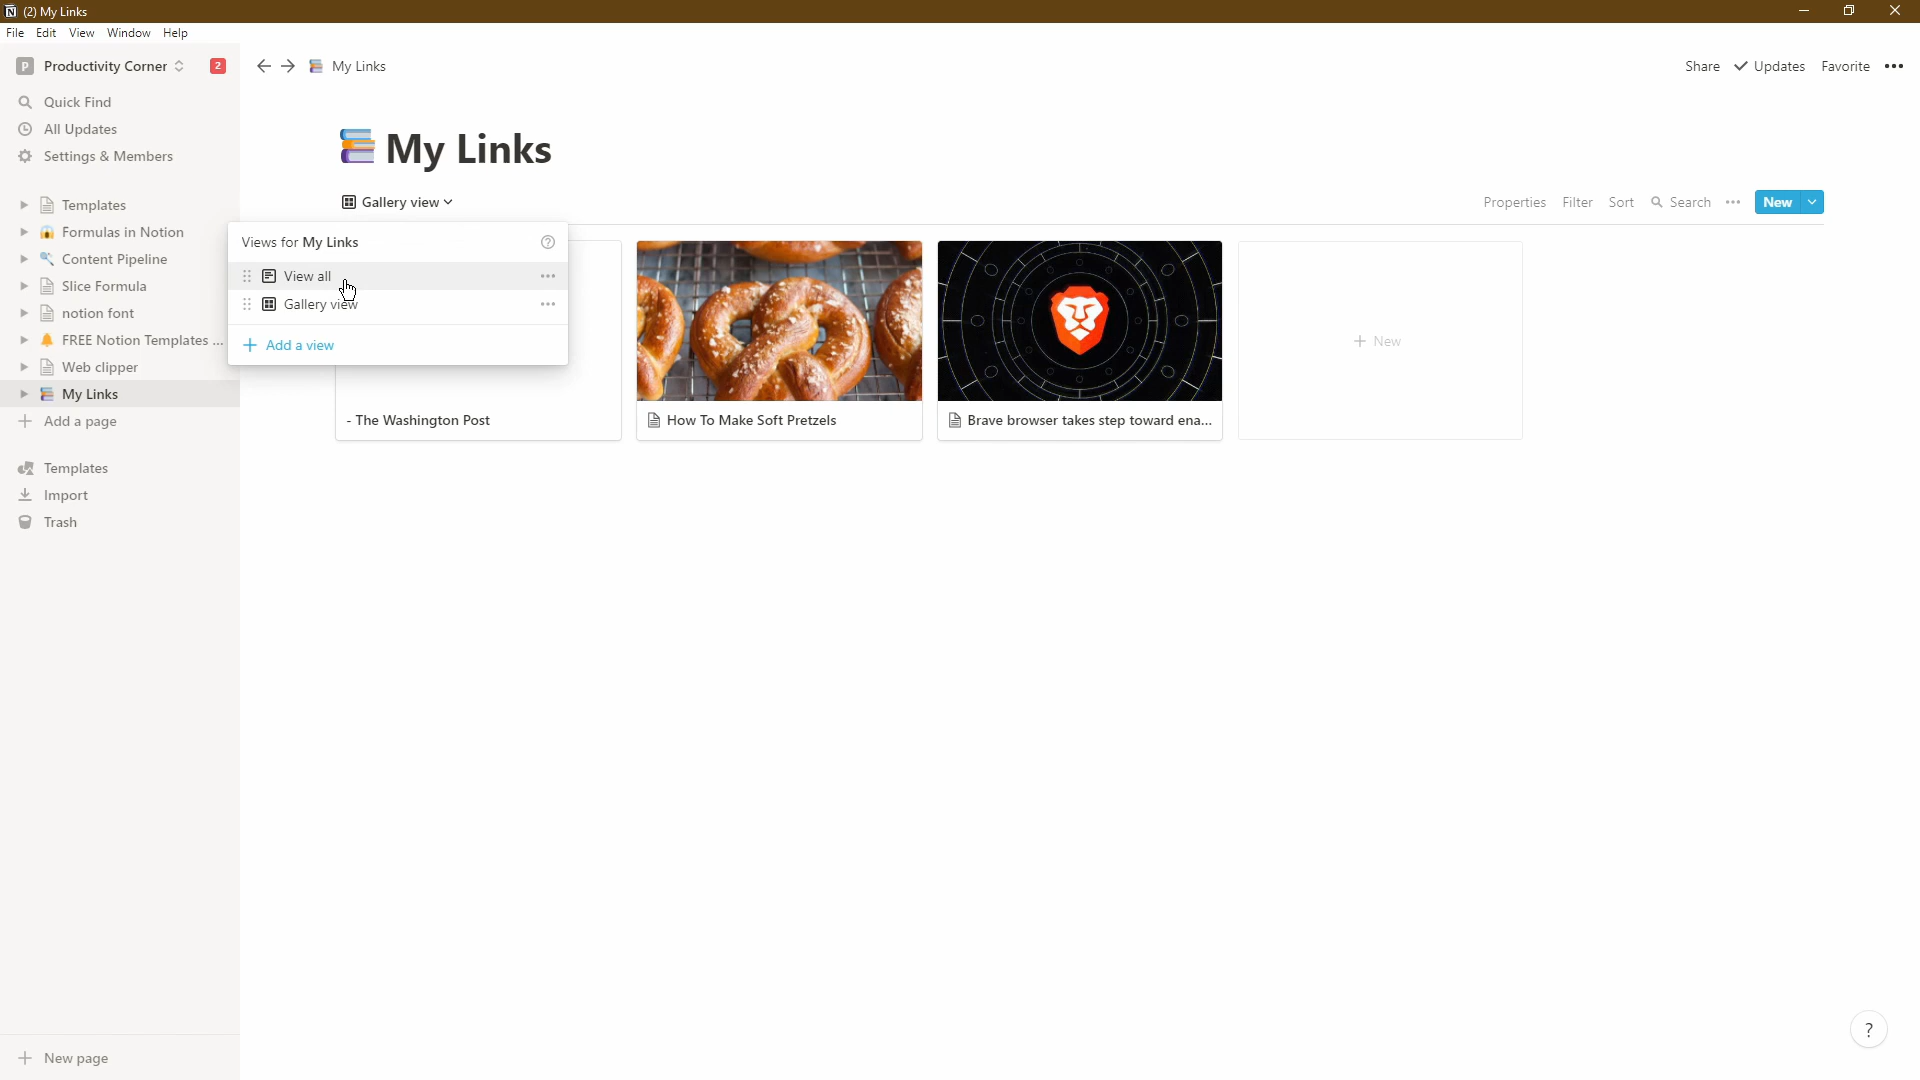 (2) My Links
File Edit View Window Help
P Productivity Corner 2
My Links
Share Updates Favorite
Quick Find
All Updates
Settings & Members
Templates
Formulas in Notion
Content Pipeline
Slice Formula
notion font
FREE Notion Templates ...
Web clipper
My Links
Add a page
Templates
Import
Trash
New page
My Links
Gallery view
Properties Filter Sort Search New
Views for My Links
View all
Gallery view
Add a view
- The Washington Post
How To Make Soft Pretzels
Brave browser takes step toward ena...
New
?